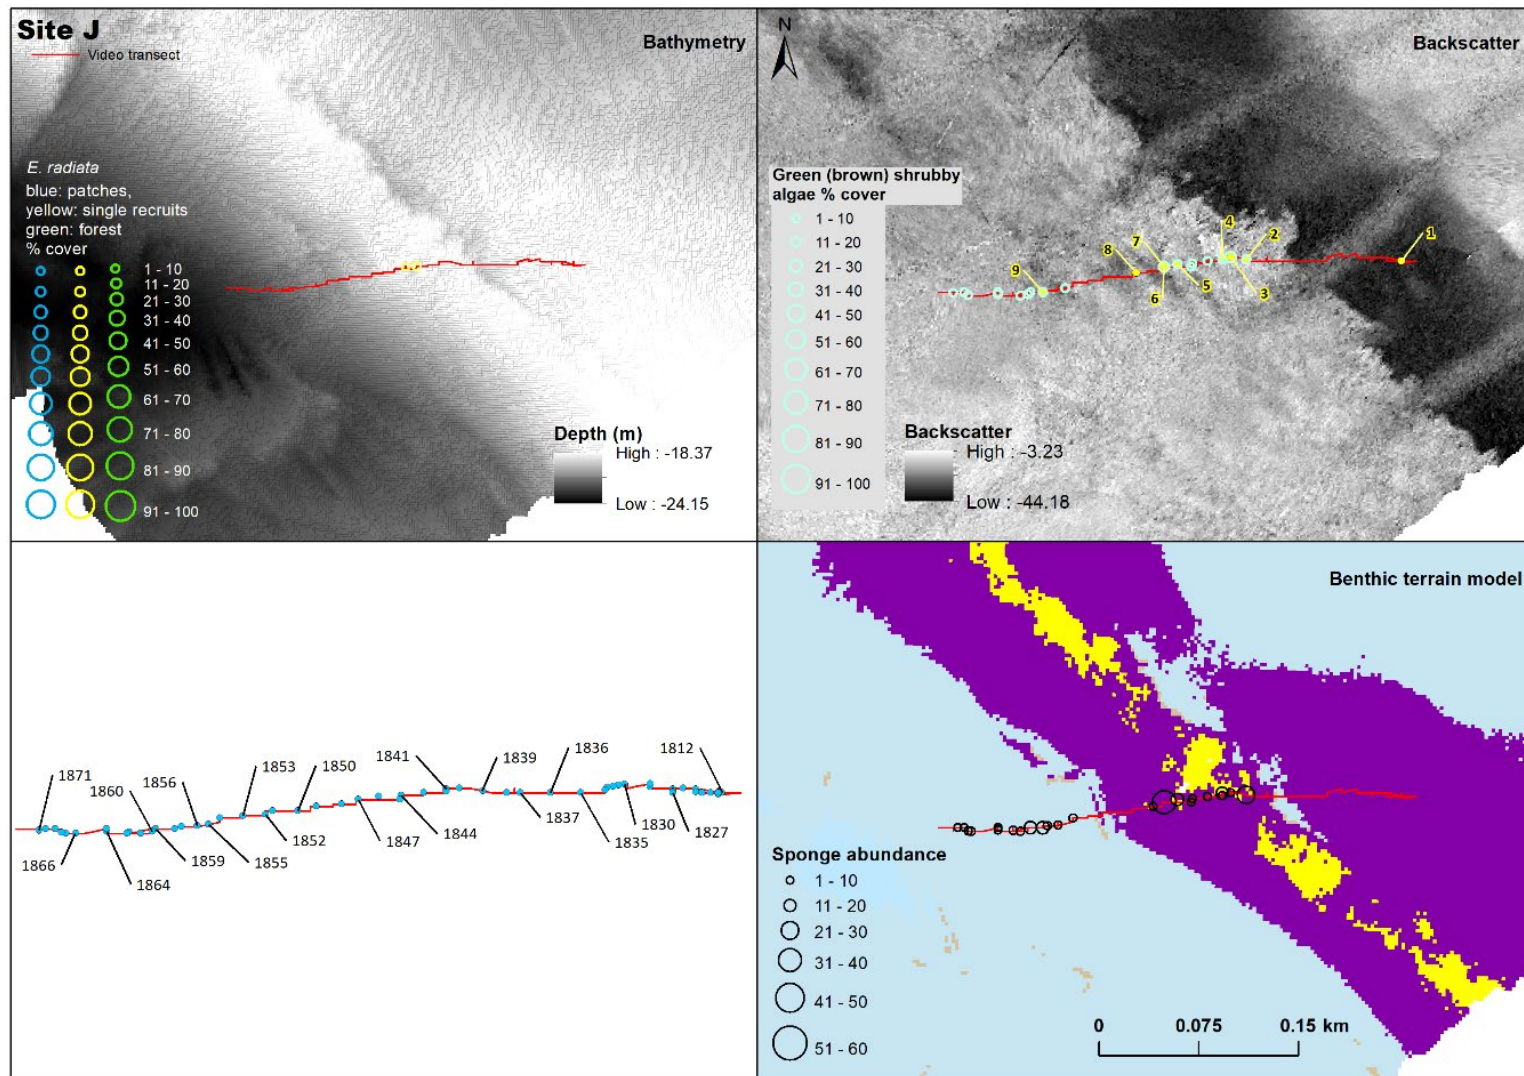 Site J
Video transect
Bathymetry
E. radiata
blue: patches,
yellow: single recruits
green: forest
% cover
1 - 10
11 - 20
21 - 30
31 - 40
41 - 50
51 - 60
61 - 70
71 - 80
81 - 90
91 - 100
Depth (m)
High : -18.37
Low : -24.15
N
Backscatter
Green (brown) shrubby
algae % cover
1 - 10
11 - 20
21 - 30
31 - 40
41 - 50
51 - 60
61 - 70
71 - 80
81 - 90
91 - 100
Backscatter
High : -3.23
Low : -44.18
4
2
1
7
8
9
6
5
3
1871
1860
1856
1853
1850
1841
1839
1836
1812
1866
1864
1859
1855
1852
1847
1844
1837
1835
1830
1827
Benthic terrain model
Sponge abundance
1 - 10
11 - 20
21 - 30
31 - 40
41 - 50
51 - 60
0
0.075
0.15 km